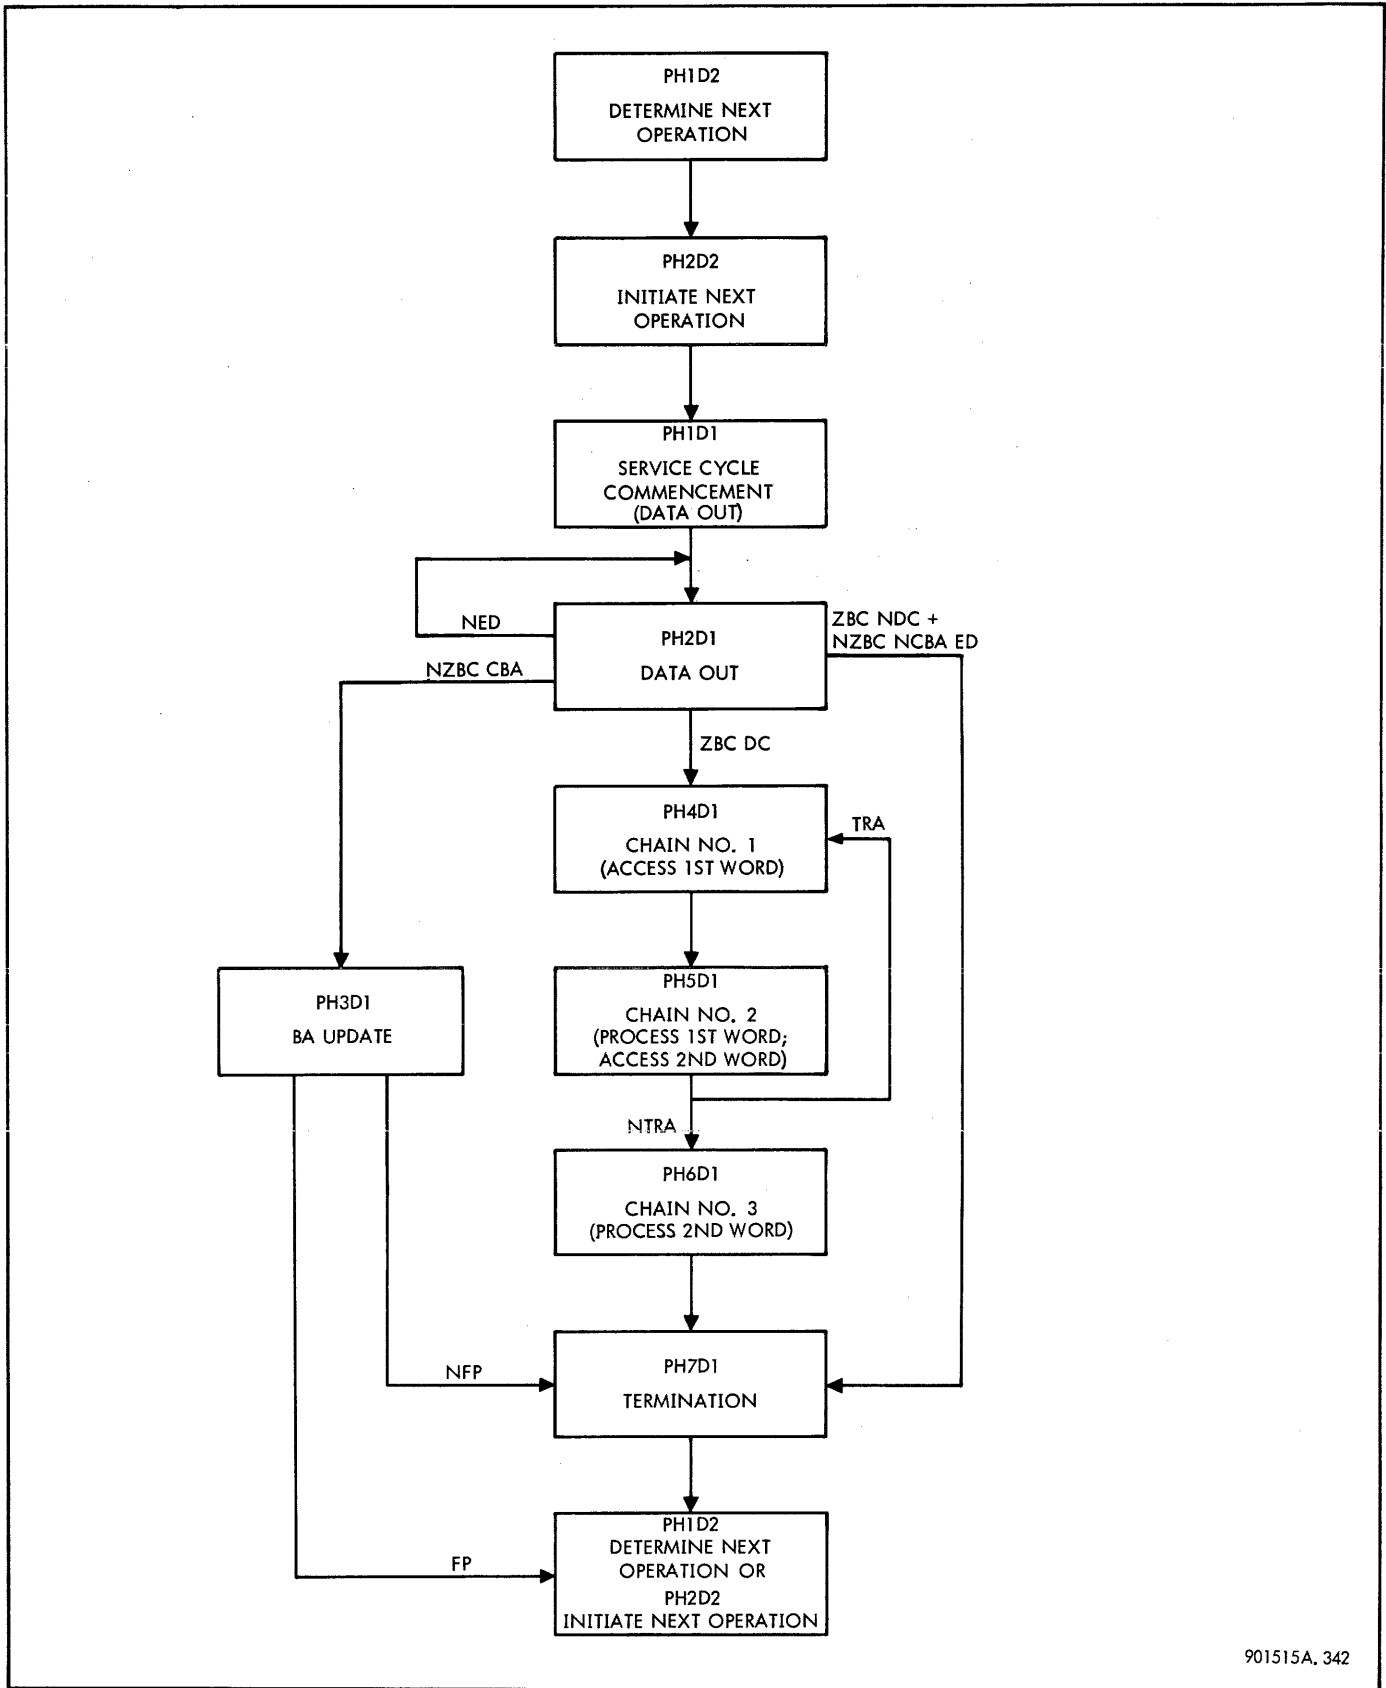 PH1D2
DETERMINE NEXT
OPERATION
PH2D2
INITIATE NEXT
OPERATION
PH1D1
SERVICE CYCLE
COMMENCEMENT
(DATA OUT)
NED
PH2D1
DATA OUT
ZBC NDC +
NZBC NCBA ED
NZBC CBA
ZBC DC
PH4D1
CHAIN NO. 1
(ACCESS 1ST WORD)
TRA
PH3D1
BA UPDATE
PH5D1
CHAIN NO. 2
(PROCESS 1ST WORD;
ACCESS 2ND WORD)
NTRA
PH6D1
CHAIN NO. 3
(PROCESS 2ND WORD)
NFP
PH7D1
TERMINATION
FP
PH1D2
DETERMINE NEXT
OPERATION OR
PH2D2
INITIATE NEXT OPERATION
901515A. 342